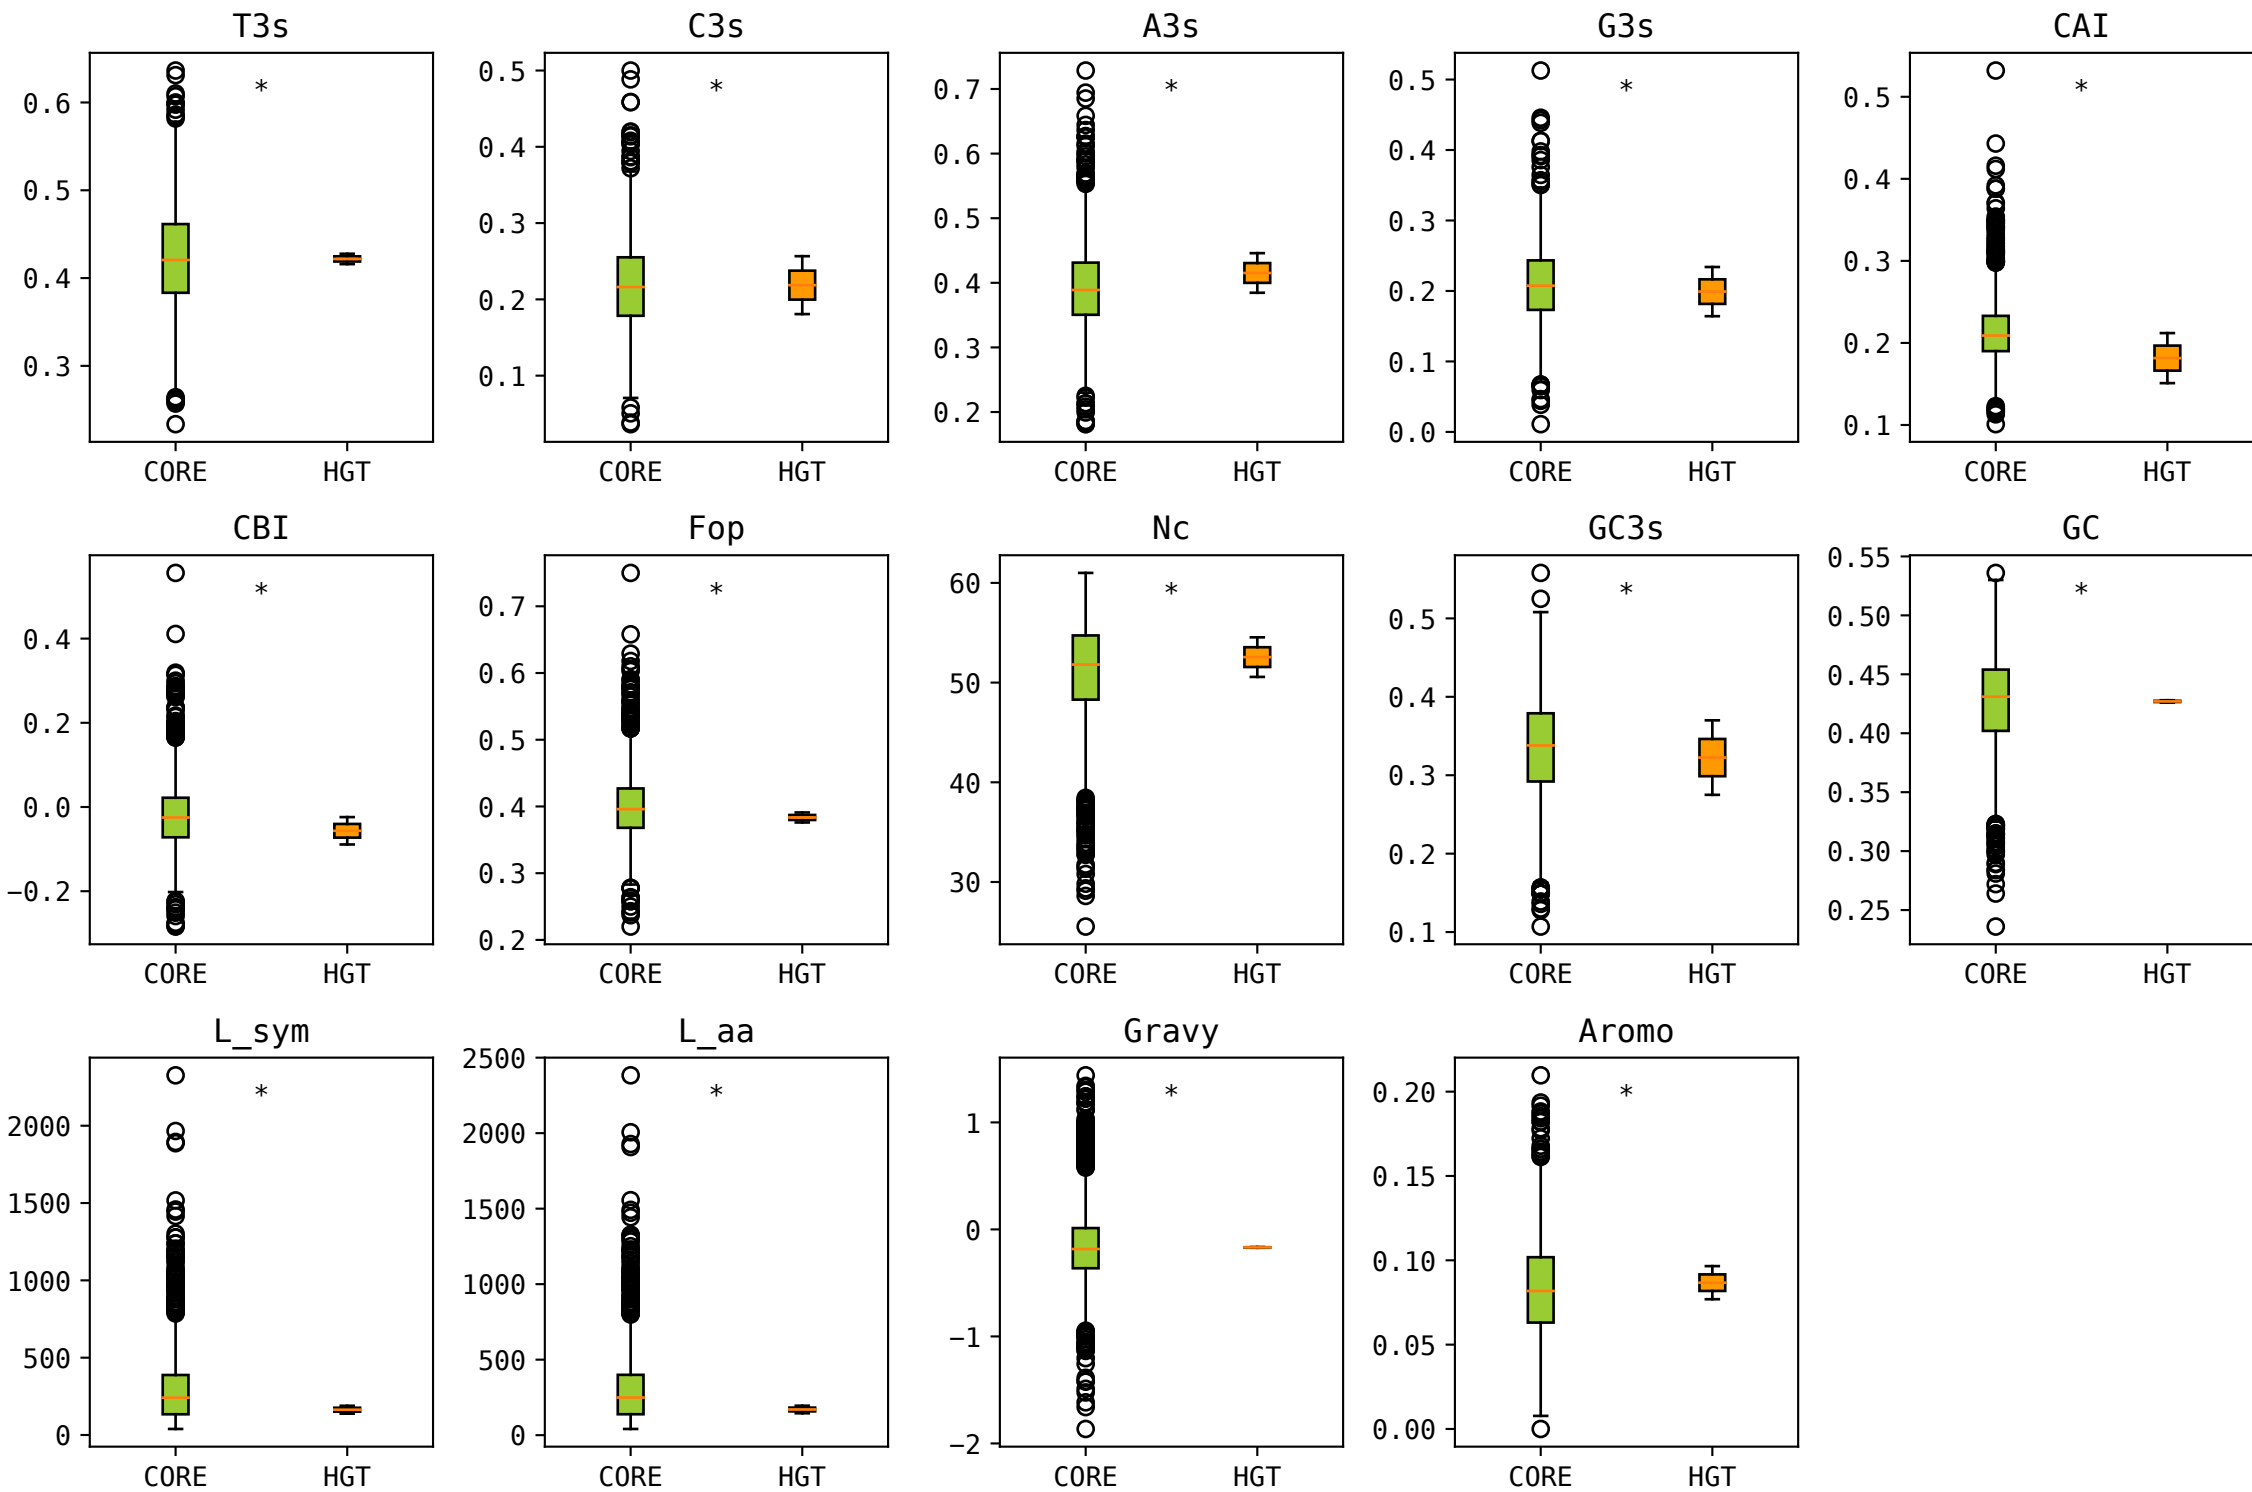 T3s
C3s
A3s
G3s
CAI
0.6
0.5
0.4
0.3
*
CORE
HGT
0.5
0.4
0.3
0.2
0.1
*
CORE
HGT
0.7
0.6
0.5
0.4
0.3
0.2
*
CORE
HGT
0.5
0.4
0.3
0.2
0.1
0.0
*
CORE
HGT
0.5
0.4
0.3
0.2
0.1
*
CORE
HGT
CBI
Fop
Nc
GC3s
GC
0.4
0.2
0.0
−0.2
*
CORE
HGT
0.7
0.6
0.5
0.4
0.3
0.2
*
CORE
HGT
60
50
40
30
*
CORE
HGT
0.5
0.4
0.3
0.2
0.1
*
CORE
HGT
0.55
0.50
0.45
0.40
0.35
0.30
0.25
*
CORE
HGT
L_sym
L_aa
Gravy
Aromo
2000
1500
1000
500
0
*
CORE
HGT
2500
2000
1500
1000
500
0
*
CORE
HGT
1
0
−1
−2
*
CORE
HGT
0.20
0.15
0.10
0.05
0.00
*
CORE
HGT